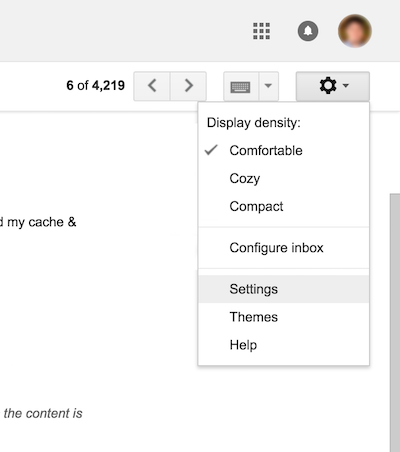 6 of 4,219
Display density:
Comfortable
Cozy
Compact
Configure inbox
Settings
Themes
Help
d my cache &
the content is